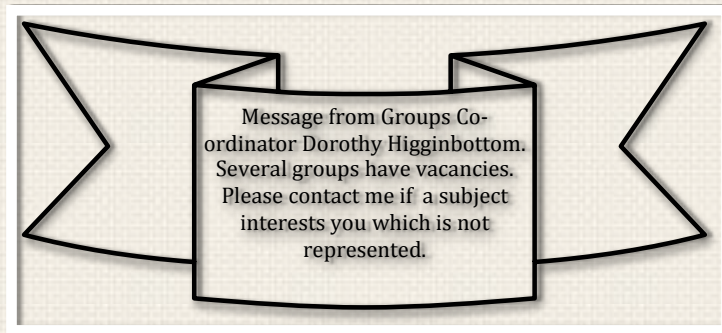 Message from Groups Co-
ordinator Dorothy Higginbottom.
Several groups have vacancies.
Please contact me if a subject
interests you which is not
represented.